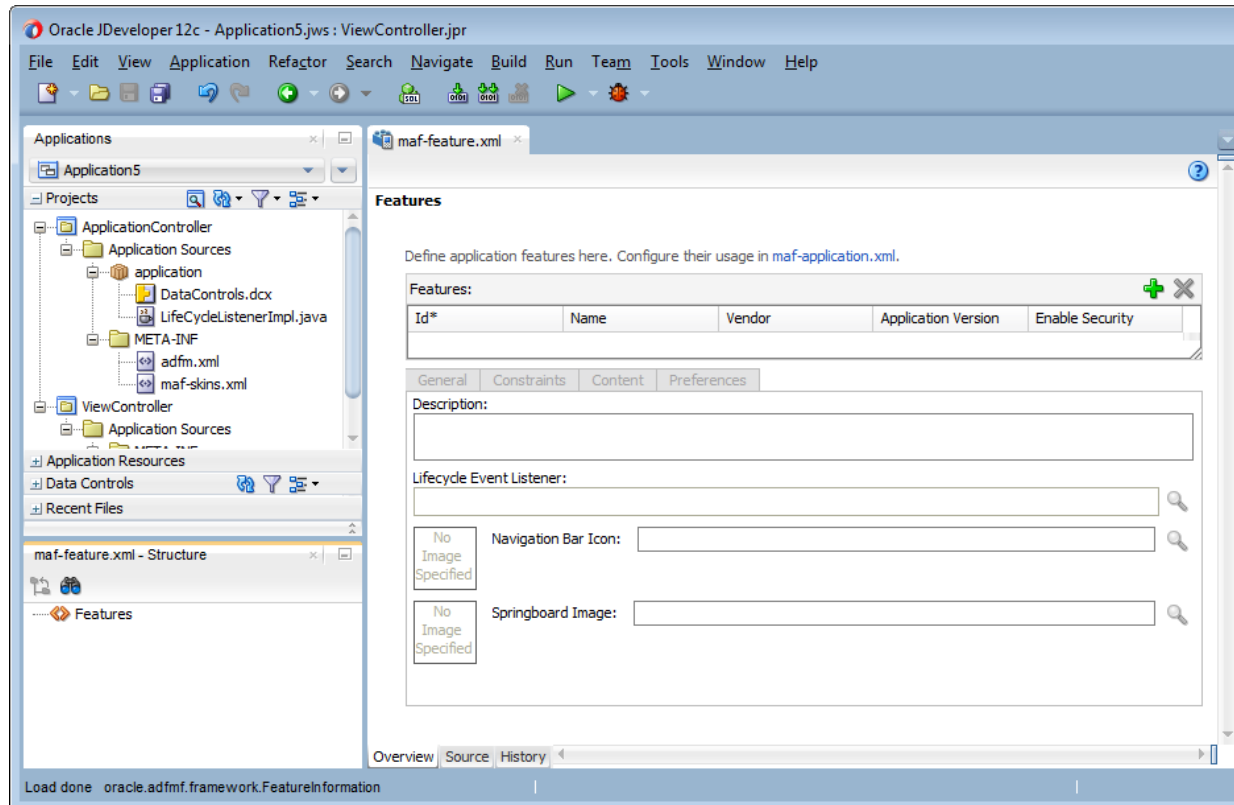 Oracle JDeveloper 12c - Application5.jws : ViewController.jpr
File Edit View Application Refactor Search Navigate Build Run Team Tools Window Help
Applications
Application5
Projects
ApplicationController
Application Sources
application
DataControls.dcx
LifeCycleListenerImpl.java
META-INF
adfm.xml
maf-skins.xml
ViewController
Application Sources
META-INF
Application Resources
Data Controls
Recent Files
maf-feature.xml - Structure
Features
maf-feature.xml
Features
Define application features here. Configure their usage in maf-application.xml.
Features:
Id* Name Vendor Application Version Enable Security
General Constraints Content Preferences
Description:
Lifecycle Event Listener:
No
Image
Specified
Navigation Bar Icon:
No
Image
Specified
Springboard Image:
Overview Source History
Load done oracle.adfmf.framework.FeatureInformation